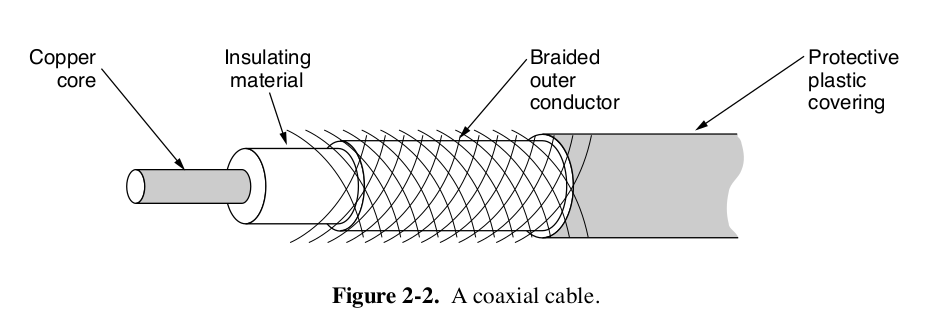 Copper
core
Insulating
material
Braided
outer
conductor
Protective
plastic
covering
Figure 2-2. A coaxial cable.